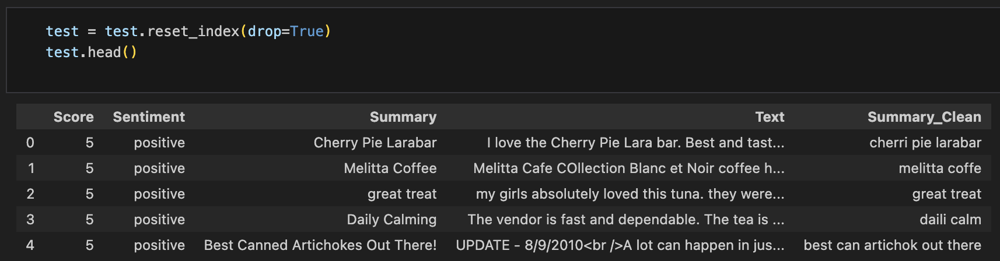 test = test.reset_index(drop=True)
test.head()
Score Sentiment Summary Text Summary_Clean
0 5 positive Cherry Pie Larabar I love the Cherry Pie Lara bar. Best and tast... cherri pie larabar
1 5 positive Melitta Coffee Melitta Cafe COllection Blanc et Noir coffee h... melitta coffe
2 5 positive great treat my girls absolutely loved this tuna. they were... great treat
3 5 positive Daily Calming The vendor is fast and dependable. The tea is ... daili calm
4 5 positive Best Canned Artichokes Out There! UPDATE - 8/9/2010<br />A lot can happen in jus... best can artichok out there